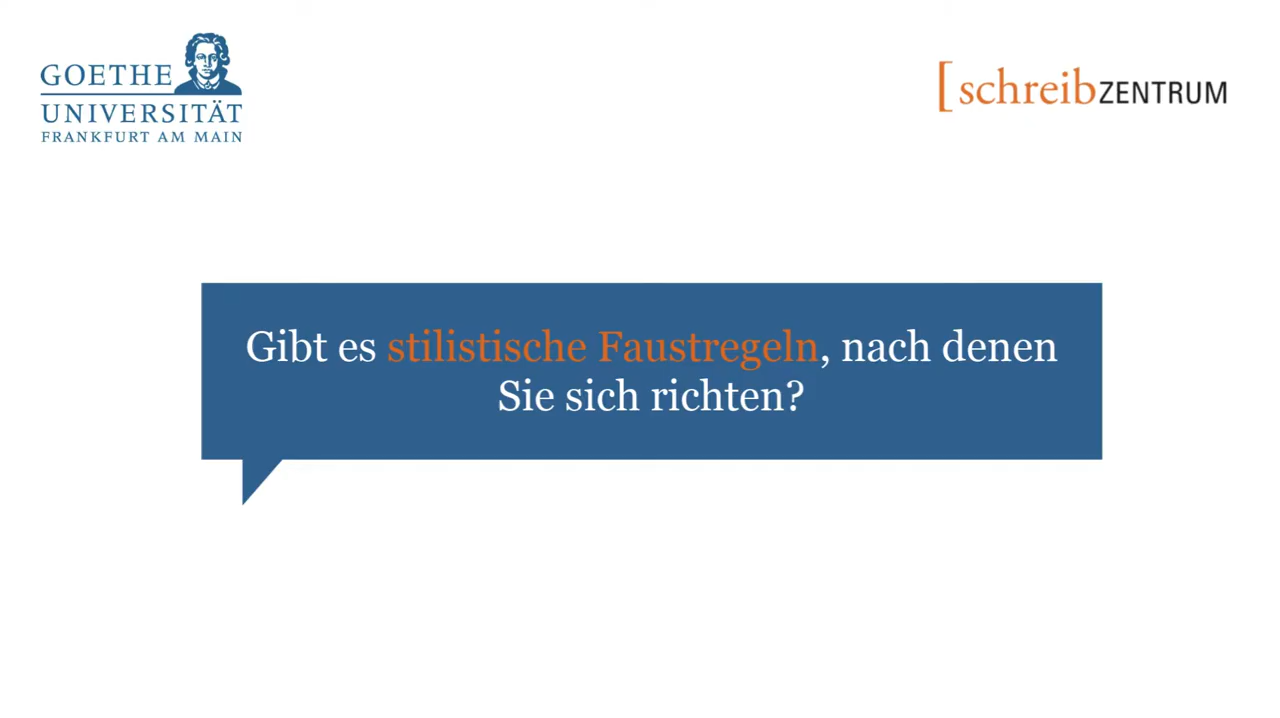 GOETHE
UNIVERSITÄT
FRANKFURT AM MAIN
[schreibZENTRUM
Gibt es stilistische Faustregeln, nach denen
Sie sich richten?